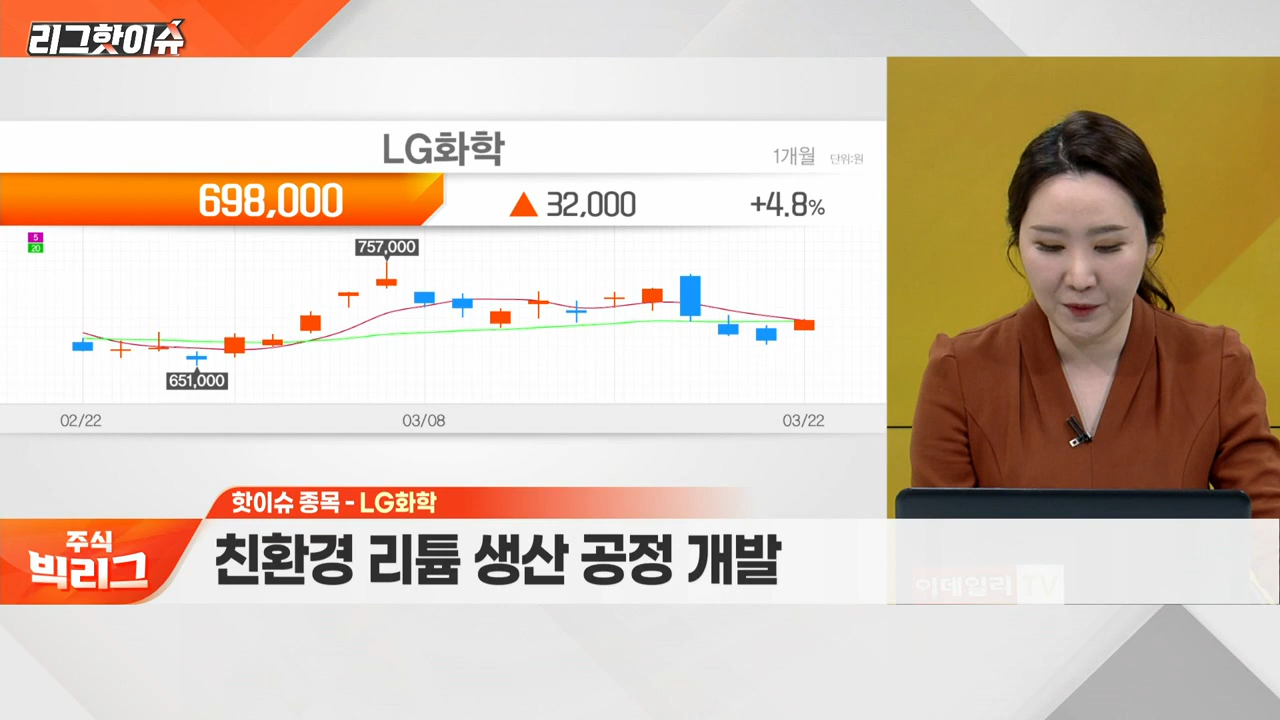 리그핫이슈
LG화학
1개월 단위:원
698,000 ▲ 32,000 +4.8%
5
20
757,000
651,000
02/22 03/08 03/22
핫이슈 종목 - LG화학
주식
빅리그
친환경 리튬 생산 공정 개발
이데일리 TV